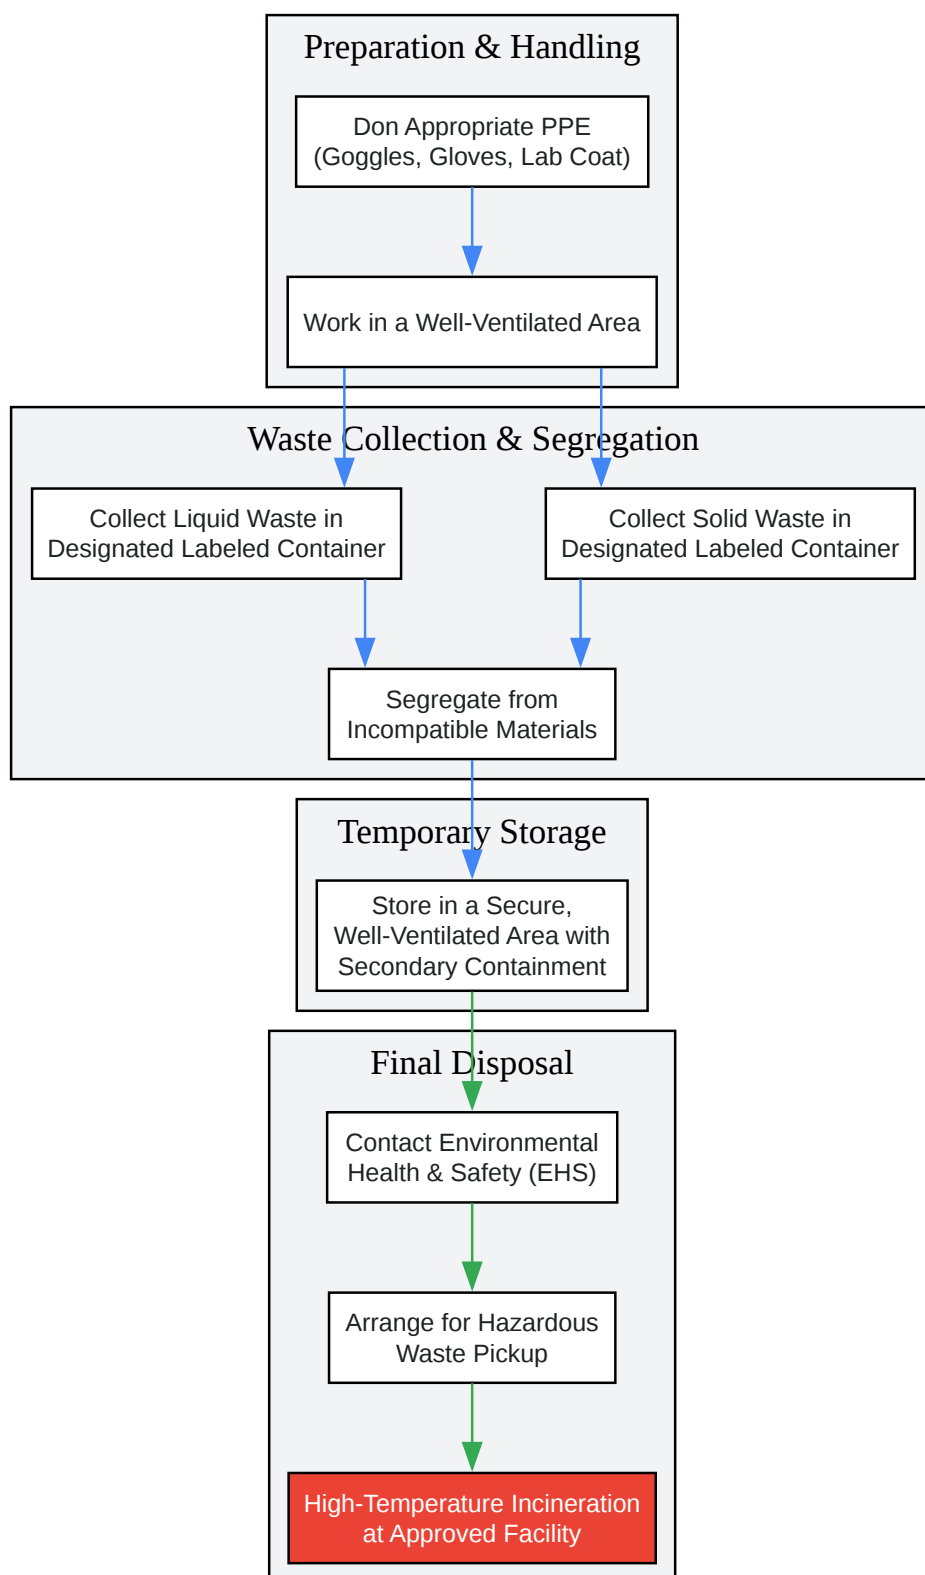 Preparation & Handling
Don Appropriate PPE
(Goggles, Gloves, Lab Coat)
Work in a Well-Ventilated Area
Waste Collection & Segregation
Collect Liquid Waste in
Designated Labeled Container
Collect Solid Waste in
Designated Labeled Container
Segregate from
Incompatible Materials
Temporary Storage
Store in a Secure,
Well-Ventilated Area with
Secondary Containment
Final Disposal
Contact Environmental
Health & Safety (EHS)
Arrange for Hazardous
Waste Pickup
High-Temperature Incineration
at Approved Facility